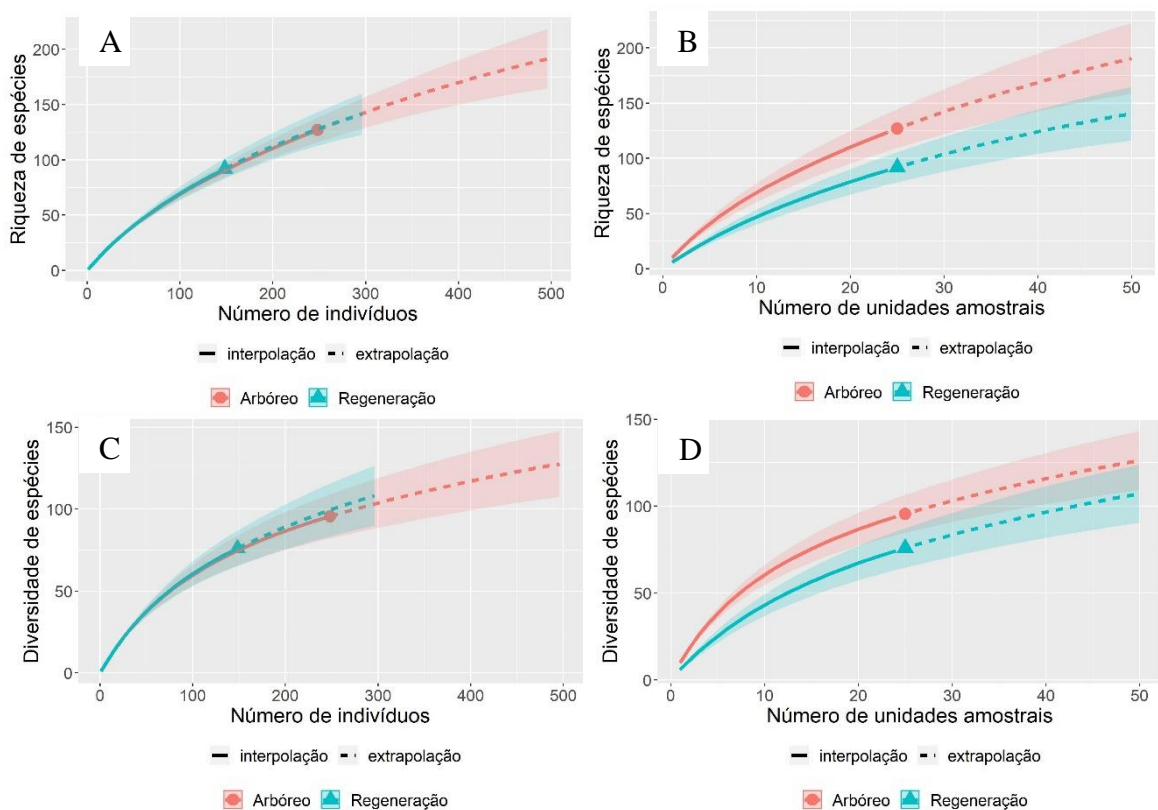 A
Riqueza de espécies
200
150
100
50
0
0 100 200 300 400 500
Número de indivíduos
interpolação extrapolação
Arbóreo Regeneração
B
Riqueza de espécies
200
150
100
50
0
0 10 20 30 40 50
Número de unidades amostrais
interpolação extrapolação
Arbóreo Regeneração
C
Diversidade de espécies
150
100
50
0
0 100 200 300 400 500
Número de indivíduos
interpolação extrapolação
Arbóreo Regeneração
D
Diversidade de espécies
150
100
50
0
0 10 20 30 40 50
Número de unidades amostrais
interpolação extrapolação
Arbóreo Regeneração